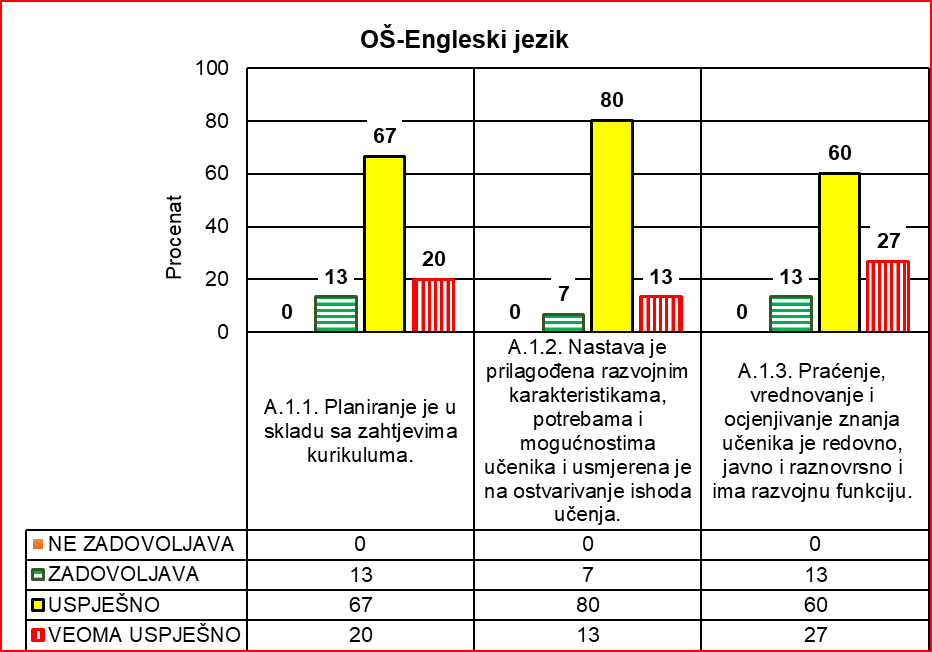 OŠ-Engleski jezik
Procenat
100
80
60
40
20
0
0
13
67
20
0
7
80
13
0
13
60
27
A.1.1. Planiranje je u
skladu sa zahtjevima
kurikuluma.
A.1.2. Nastava je
prilagođena razvojnim
karakteristikama,
potrebama i
mogućnostima
učenika i usmjerena je
na ostvarivanje ishoda
učenja.
A.1.3. Praćenje,
vrednovanje i
ocjenjivanje znanja
učenika je redovno,
javno i raznovrsno i
ima razvojnu funkciju.
NE ZADOVOLJAVA 0 0 0
ZADOVOLJAVA 13 7 13
USPJEŠNO 67 80 60
VEOMA USPJEŠNO 20 13 27